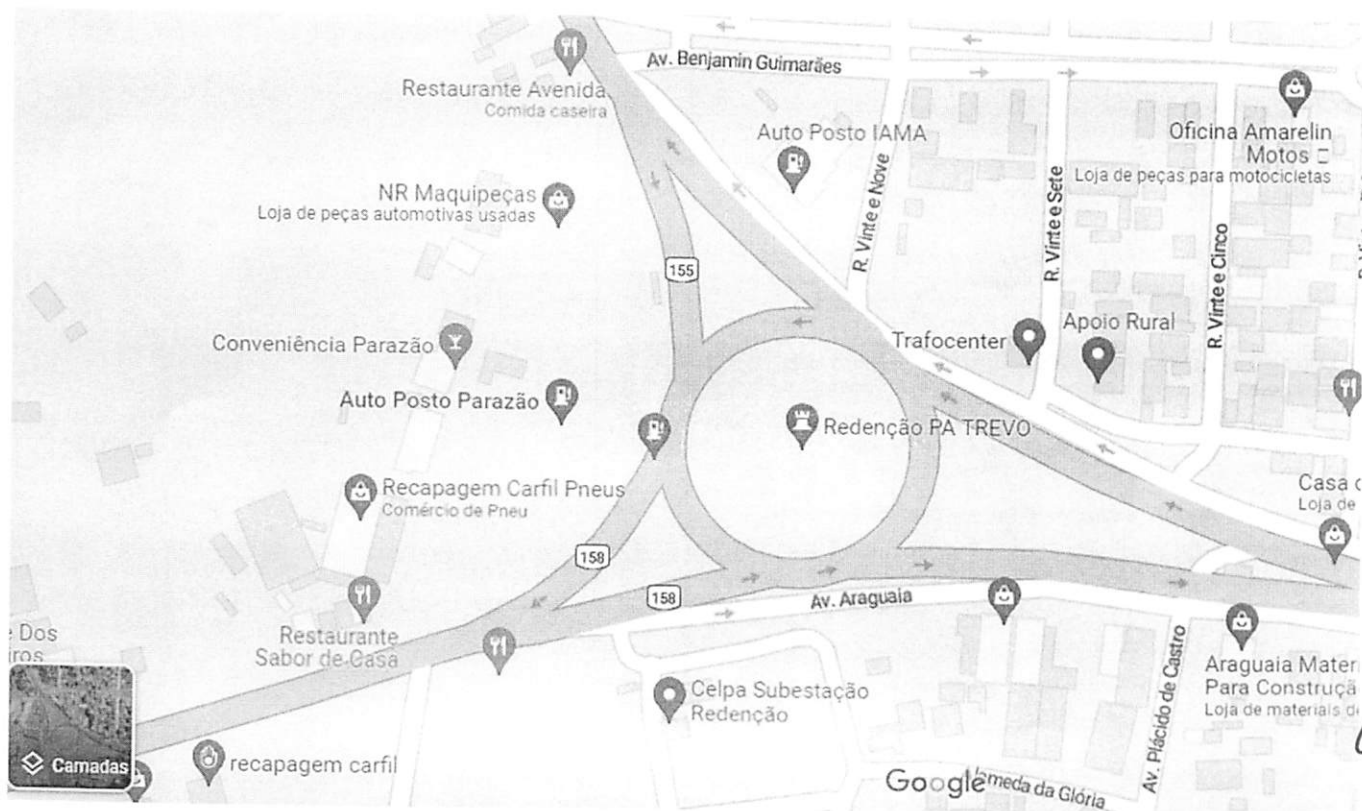 Av. Benjamin Guimarães
Restaurante Avenida
Comida caseira
Auto Posto IAMA
Oficina Amarelin
Motos
Loja de peças para motocicletas
NR Maquipeças
Loja de peças automotivas usadas
R. Vinte e Nove
R. Vinte e Sete
R. Vinte e Cinco
155
Conveniência Parazão
Trafocenter
Apoio Rural
Auto Posto Parazão
Redenção PA TREVO
Recapagem Carfil Pneus
Comércio de Pneu
Casa
Loja de
158
158
Av. Araguaia
Restaurante
Sabor de Casa
Dos
Av. Plácido de Castro
Araguaia Mater
Para Construçã
Loja de materiais d
Celpa Subestação
Redenção
Camadas
recapagem carfil
Google
lameda da Glória